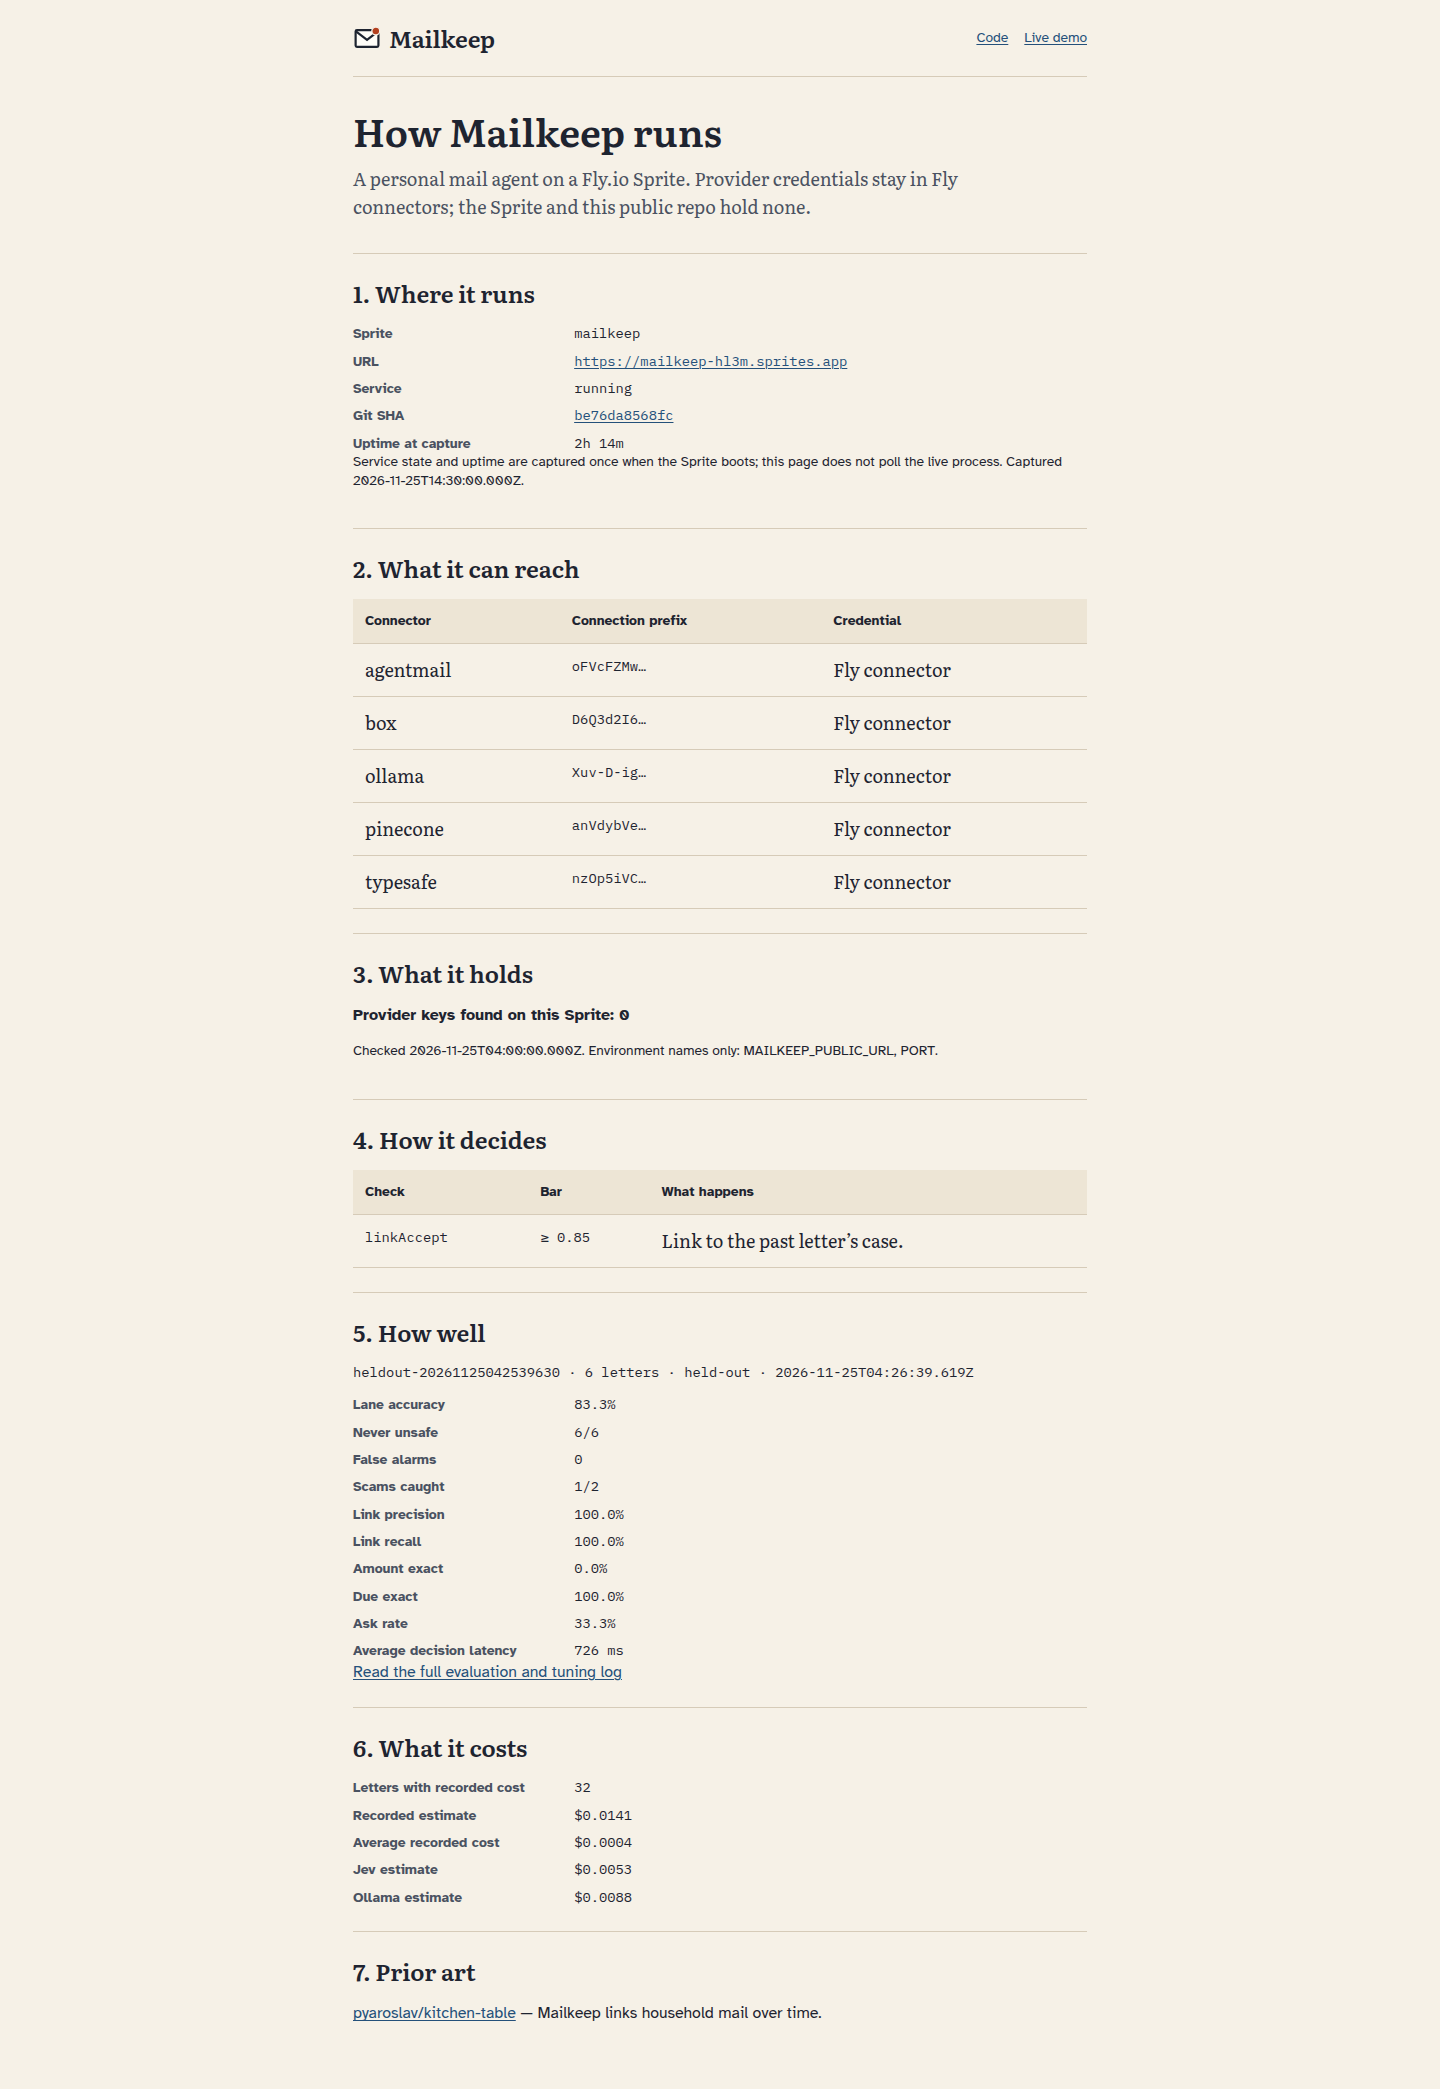 Mailkeep
Code Live demo
How Mailkeep runs
A personal mail agent on a Fly.io Sprite. Provider credentials stay in Fly
connectors; the Sprite and this public repo hold none.
1. Where it runs
Sprite mailkeep
URL https://mailkeep-hl3m.sprites.app
Service running
Git SHA be76da8568fc
Uptime at capture 2h 14m
Service state and uptime are captured once when the Sprite boots; this page does not poll the live process. Captured
2026-11-25T14:30:00.000Z.
2. What it can reach
Connector Connection prefix Credential
agentmail oFVcFZMw… Fly connector
box D6Q3d2I6… Fly connector
ollama Xuv-D-ig… Fly connector
pinecone anVdybVe… Fly connector
typesafe nzOp5iVC… Fly connector
3. What it holds
Provider keys found on this Sprite: 0
Checked 2026-11-25T04:00:00.000Z. Environment names only: MAILKEEP_PUBLIC_URL, PORT.
4. How it decides
Check Bar What happens
linkAccept ≥ 0.85 Link to the past letter’s case.
5. How well
heldout-20261125042539630 · 6 letters · held-out · 2026-11-25T04:26:39.619Z
Lane accuracy 83.3%
Never unsafe 6/6
False alarms 0
Scams caught 1/2
Link precision 100.0%
Link recall 100.0%
Amount exact 0.0%
Due exact 100.0%
Ask rate 33.3%
Average decision latency 726 ms
Read the full evaluation and tuning log
6. What it costs
Letters with recorded cost 32
Recorded estimate $0.0141
Average recorded cost $0.0004
Jev estimate $0.0053
Ollama estimate $0.0088
7. Prior art
pyaroslav/kitchen-table — Mailkeep links household mail over time.